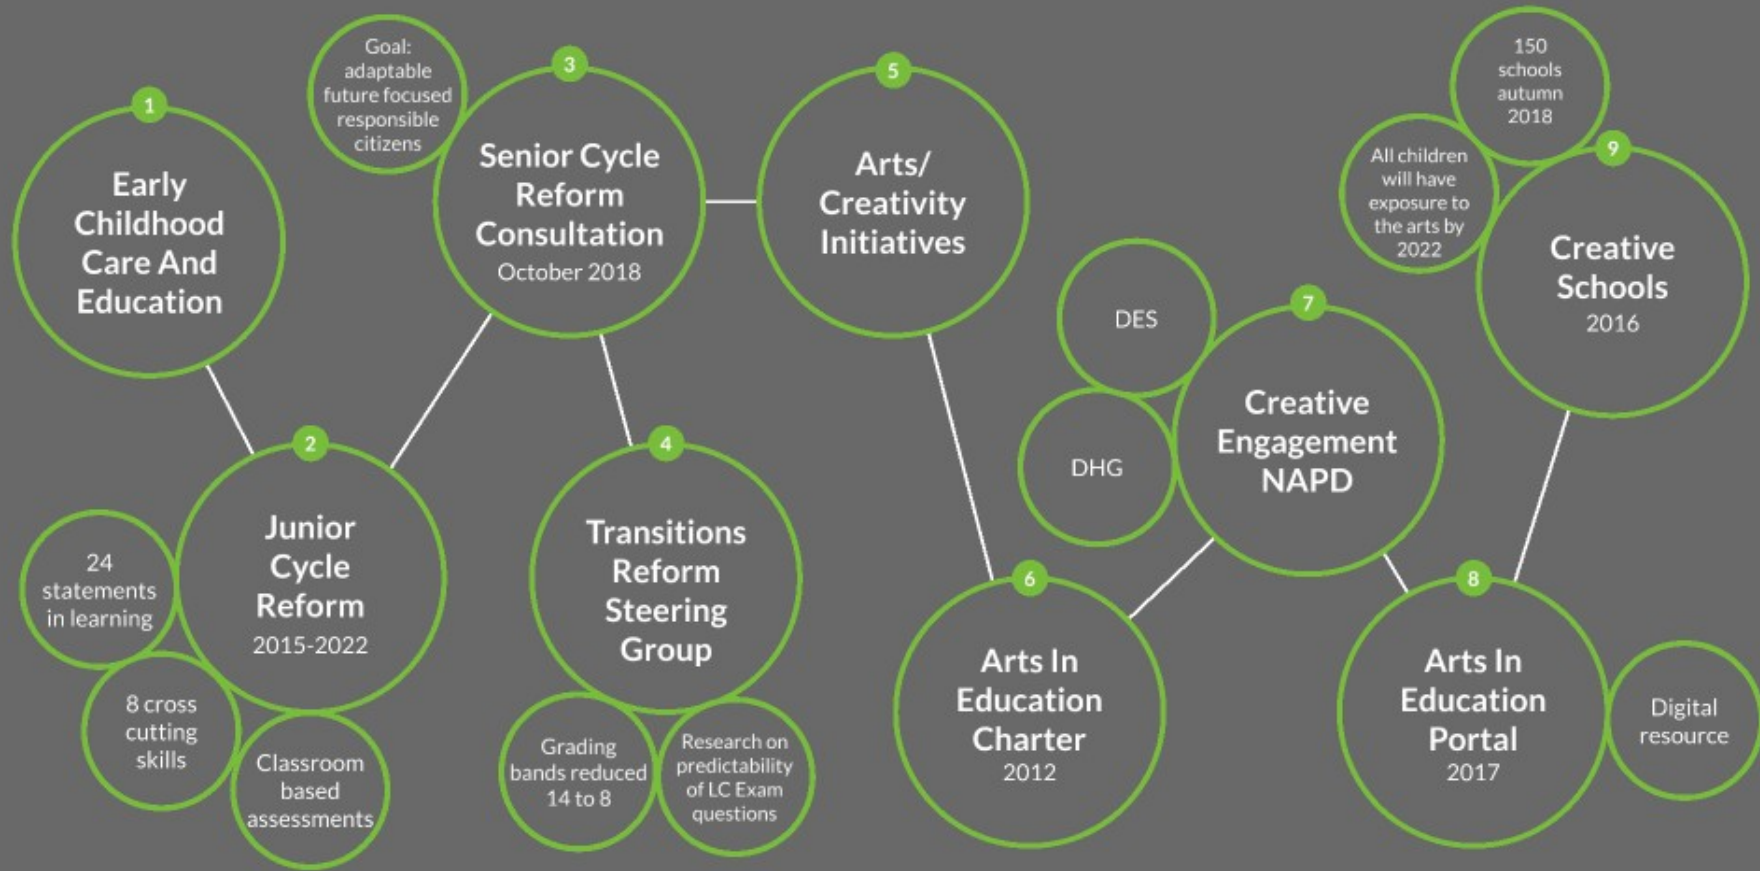 1
Early
Childhood
Care And
Education
2
Junior
Cycle
Reform
2015-2022
24
statements
in learning
8 cross
cutting
skills
Classroom
based
assessments
3
Senior Cycle
Reform
Consultation
October 2018
Goal:
adaptable
future focused
responsible
citizens
4
Transitions
Reform
Steering
Group
Grading
bands reduced
14 to 8
Research on
predictability
of LC Exam
questions
5
Arts/
Creativity
Initiatives
6
Arts In
Education
Charter
2012
7
Creative
Engagement
NAPD
DES
DHG
8
Arts In
Education
Portal
2017
Digital
resource
9
Creative
Schools
2016
150
schools
autumn
2018
All children
will have
exposure to
the arts by
2022